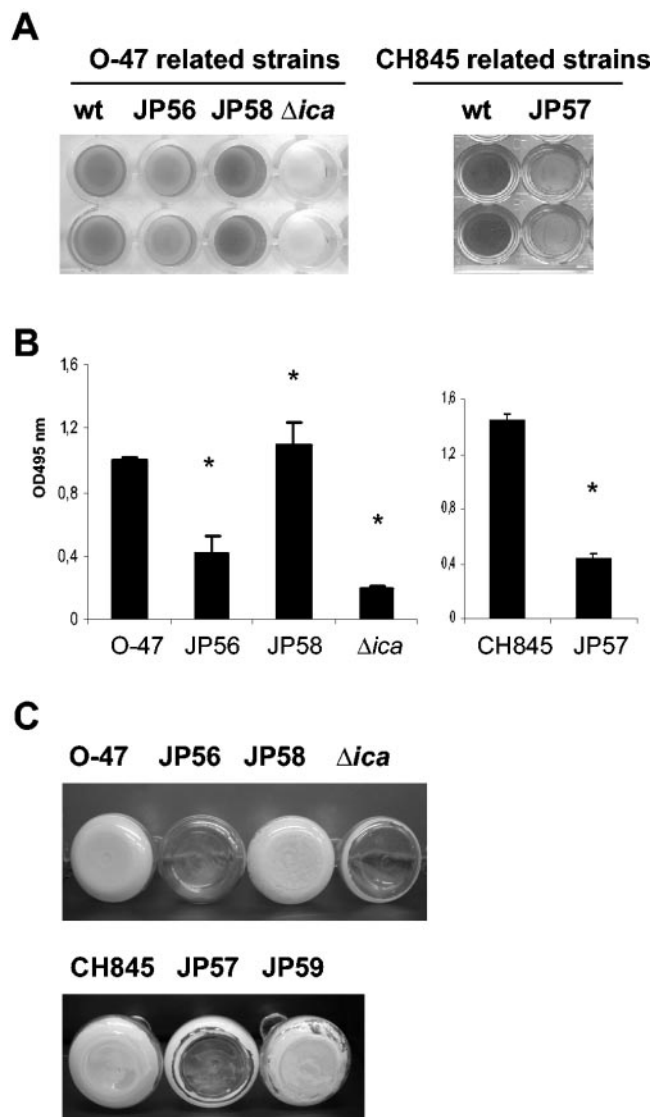 A
O-47 related strains
CH845 related strains
wt JP56 JP58 Δica
wt JP57
B
OD495 nm
1,6
1,2
0,8
0,4
0
*
*
*
O-47 JP56 JP58 Δica
1,6
1,2
0,8
0,4
0
*
CH845 JP57
C
O-47 JP56 JP58 Δica
CH845 JP57 JP59